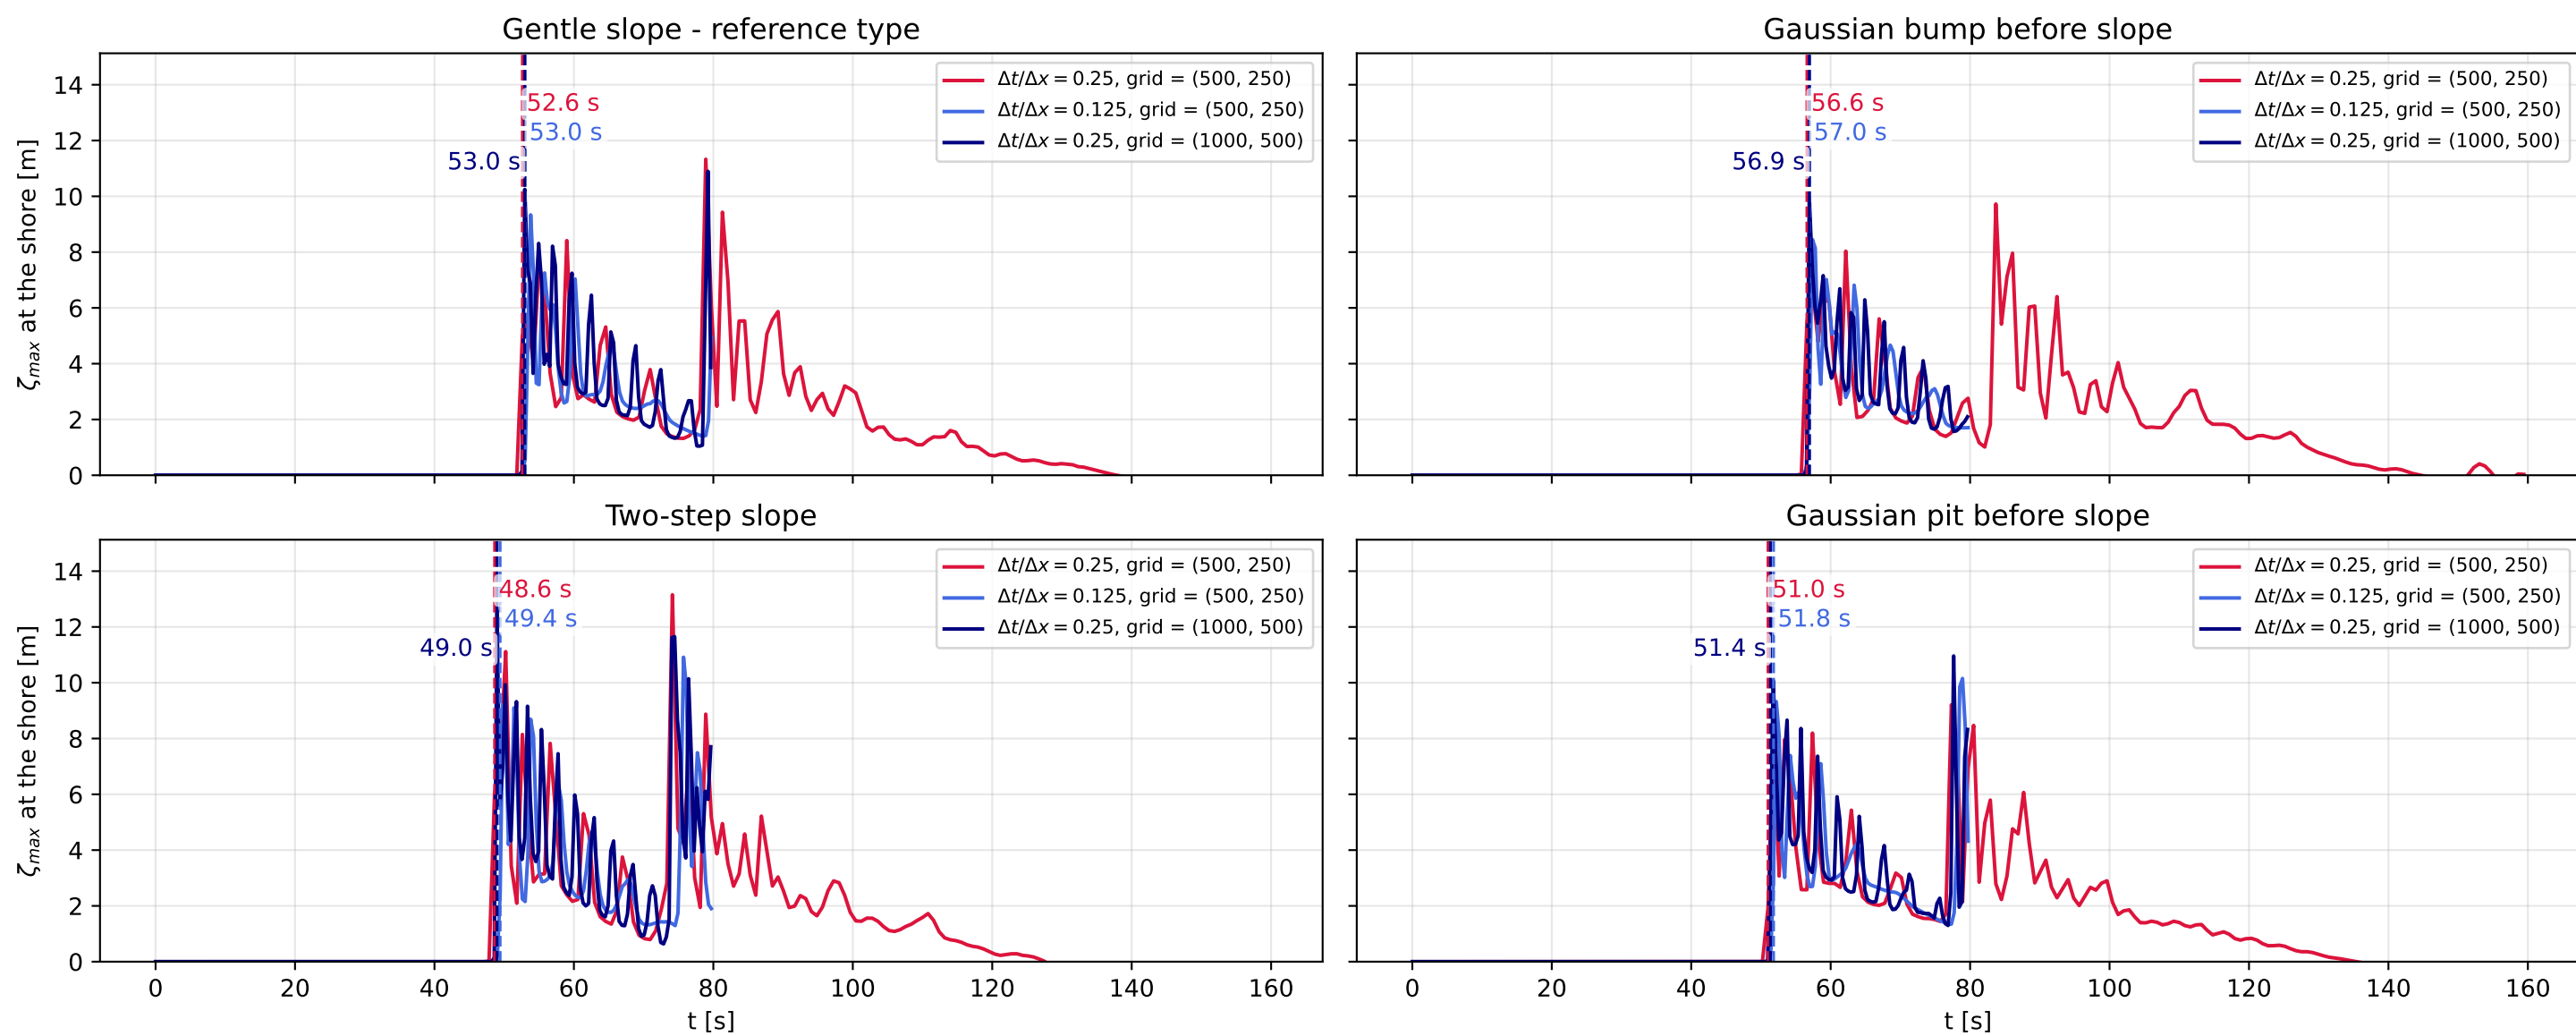 Gentle slope - reference type
ζmax at the shore [m]
14
12
10
8
6
4
2
0
52.6 s
53.0 s
53.0 s
Δt/Δx = 0.25, grid = (500, 250)
Δt/Δx = 0.125, grid = (500, 250)
Δt/Δx = 0.25, grid = (1000, 500)
Gaussian bump before slope
56.6 s
57.0 s
56.9 s
Δt/Δx = 0.25, grid = (500, 250)
Δt/Δx = 0.125, grid = (500, 250)
Δt/Δx = 0.25, grid = (1000, 500)
Two-step slope
ζmax at the shore [m]
14
12
10
8
6
4
2
0
48.6 s
49.4 s
49.0 s
Δt/Δx = 0.25, grid = (500, 250)
Δt/Δx = 0.125, grid = (500, 250)
Δt/Δx = 0.25, grid = (1000, 500)
0 20 40 60 80 100 120 140 160
t [s]
Gaussian pit before slope
51.0 s
51.8 s
51.4 s
Δt/Δx = 0.25, grid = (500, 250)
Δt/Δx = 0.125, grid = (500, 250)
Δt/Δx = 0.25, grid = (1000, 500)
0 20 40 60 80 100 120 140 160
t [s]